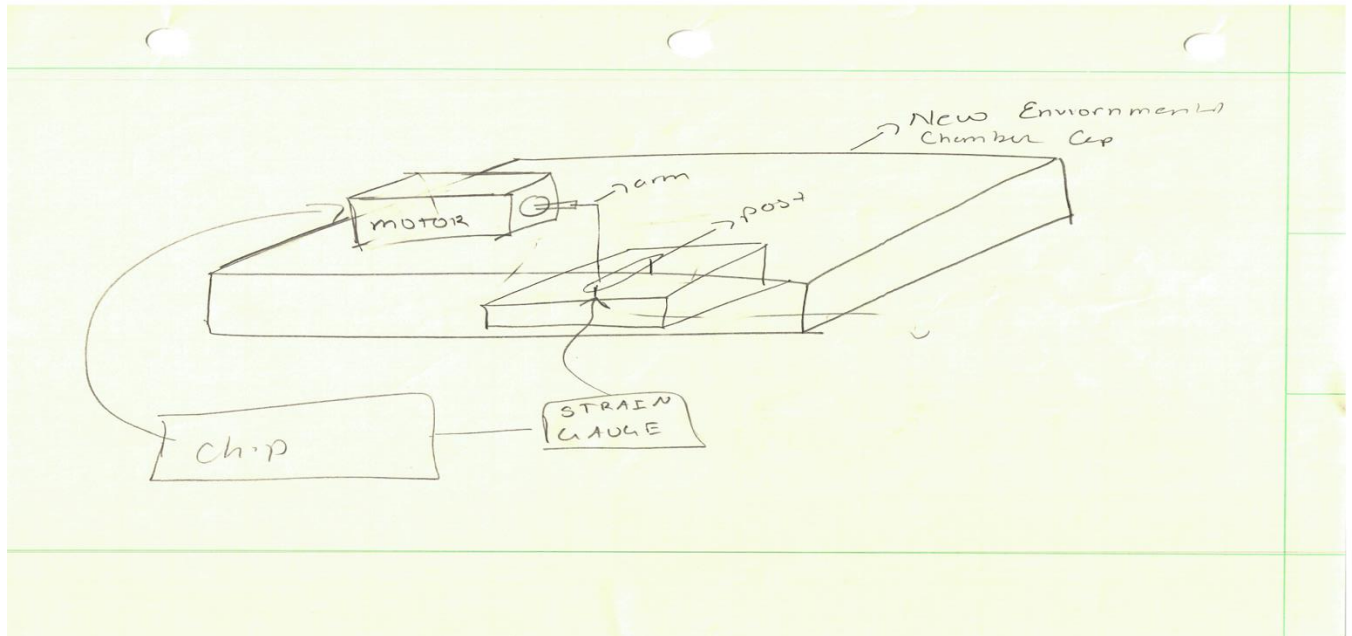 New Enviornmental
Chamber Cap
arm
post
MOTOR
STRAIN
GAUGE
Chip